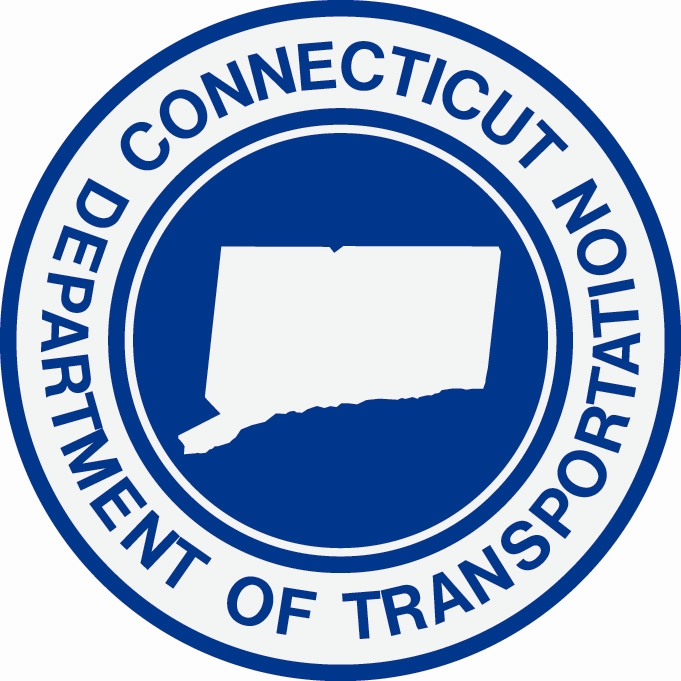 CONNECTICUT
DEPARTMENT OF TRANSPORTATION